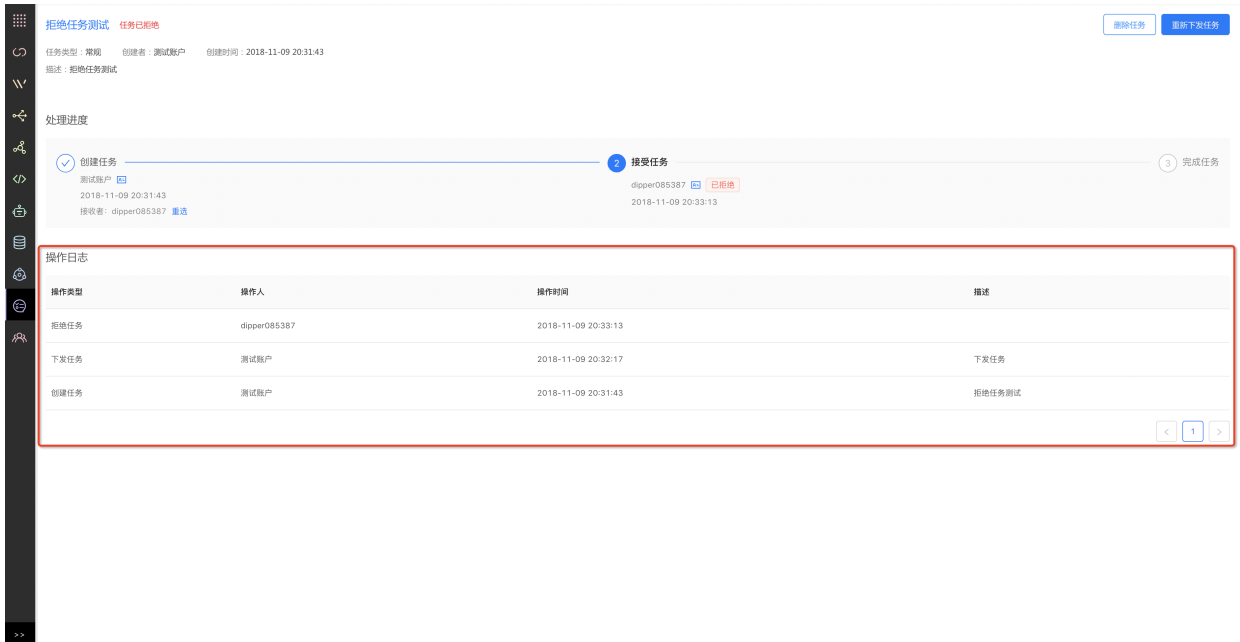 拒绝任务测试 任务已拒绝 删除任务 重新下发任务
任务类型：常规 创建者：测试账户 创建时间：2018-11-09 20:31:43
描述：拒绝任务测试
处理进度
创建任务 2 接受任务 3 完成任务
测试账户
dipper085387 已拒绝
2018-11-09 20:31:43
2018-11-09 20:33:13
接收者：dipper085387 重选
操作日志
操作类型 操作人 操作时间 描述
拒绝任务 dipper085387 2018-11-09 20:33:13
下发任务 测试账户 2018-11-09 20:32:17 下发任务
创建任务 测试账户 2018-11-09 20:31:43 拒绝任务测试
< 1 >
>>